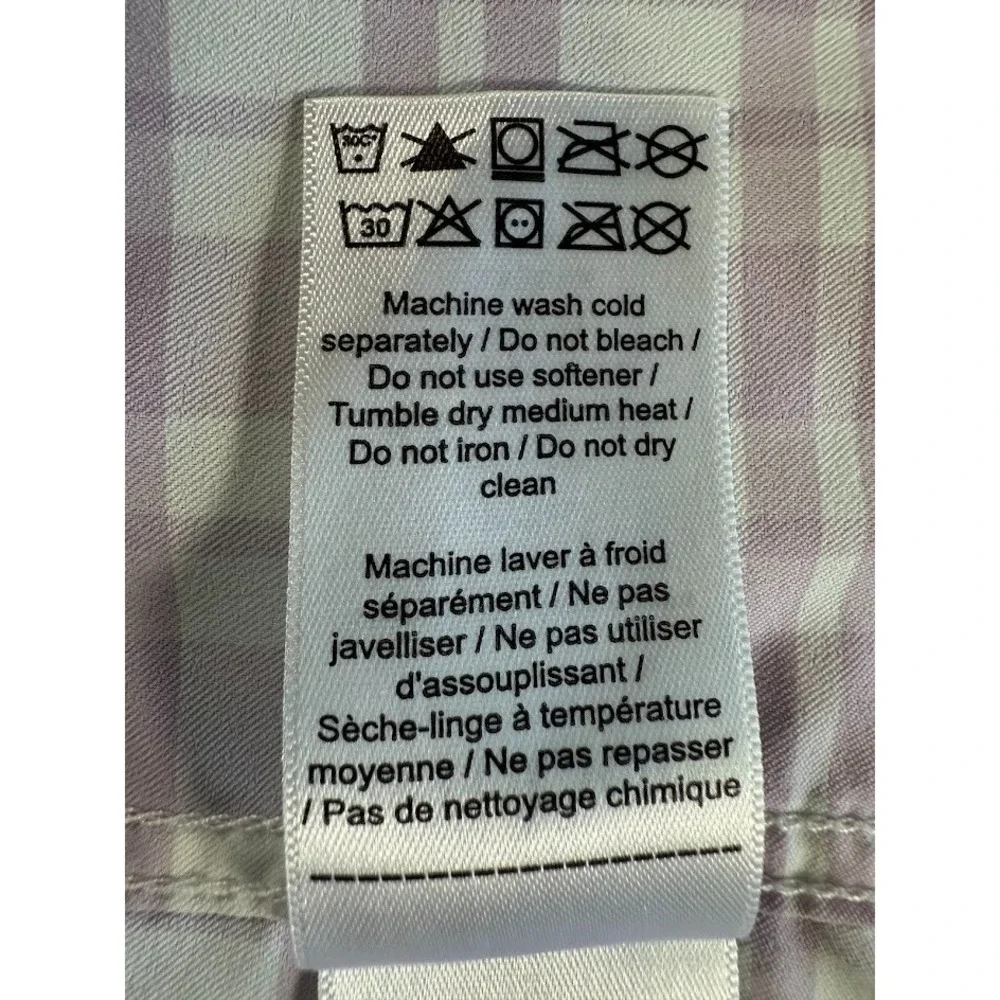 30C°
30
Machine wash cold
separately / Do not bleach /
Do not use softener /
Tumble dry medium heat /
Do not iron / Do not dry
clean
Machine laver à froid
séparément / Ne pas
javelliser / Ne pas utiliser
d'assouplissant /
Sèche-linge à température
moyenne / Ne pas repasser
/ Pas de nettoyage chimique